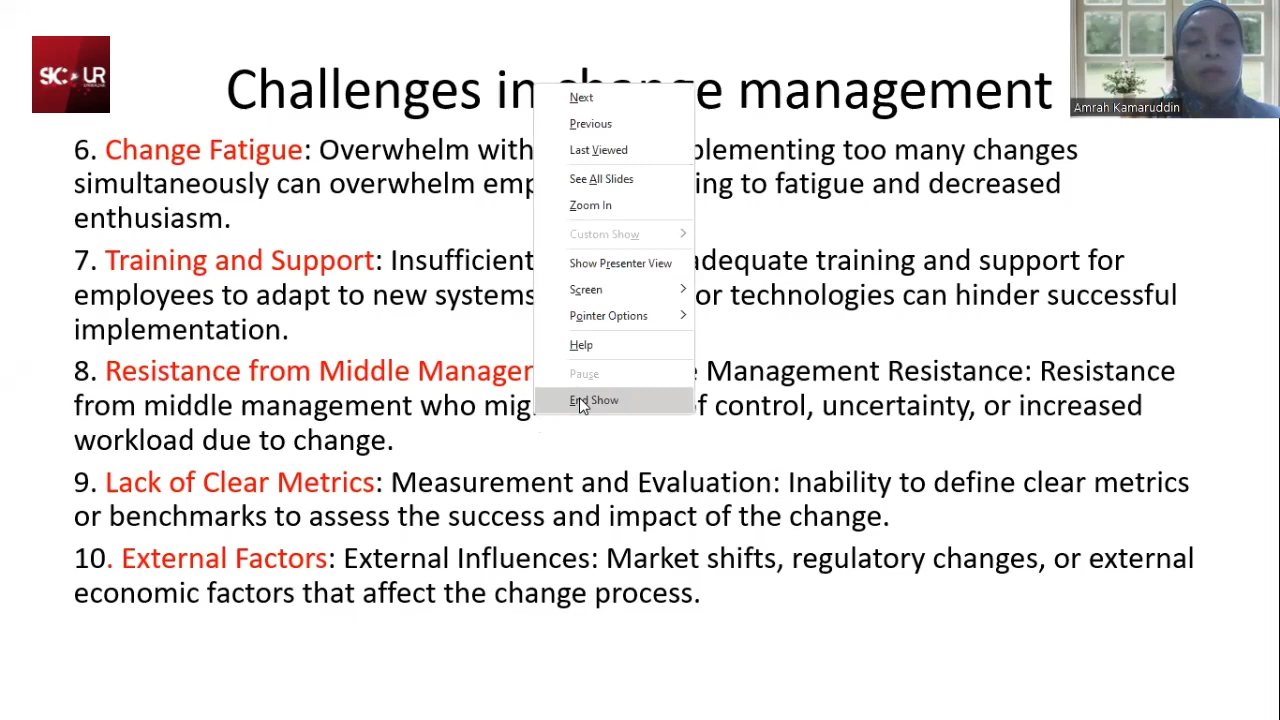 SIC UR
Challenges in change management
Amrah Kamaruddin
6. Change Fatigue: Overwhelm with plementing too many changes
simultaneously can overwhelm emp ing to fatigue and decreased
enthusiasm.
7. Training and Support: Insufficient adequate training and support for
employees to adapt to new systems or technologies can hinder successful
implementation.
8. Resistance from Middle Manager Management Resistance: Resistance
from middle management who mig of control, uncertainty, or increased
workload due to change.
9. Lack of Clear Metrics: Measurement and Evaluation: Inability to define clear metrics
or benchmarks to assess the success and impact of the change.
10. External Factors: External Influences: Market shifts, regulatory changes, or external
economic factors that affect the change process.
Next
Previous
Last Viewed
See All Slides
Zoom In
Custom Show
Show Presenter View
Screen
Pointer Options
Help
Pause
End Show